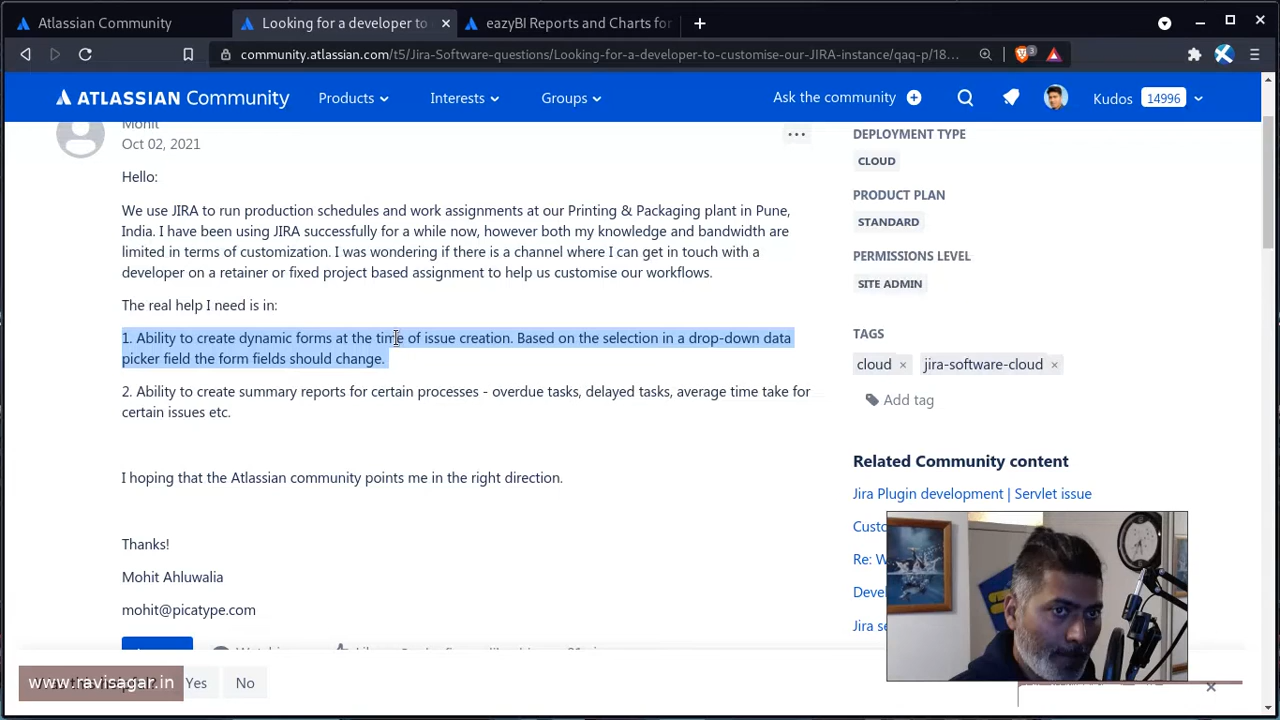 Atlassian Community
Looking for a developer to
eazyBI Reports and Charts for
community.atlassian.com/t5/Jira-Software-questions/Looking-for-a-developer-to-customise-our-JIRA-instance/qaq-p/18...
3
ATLASSIAN Community
Products
Interests
Groups
Ask the community
Kudos 14996
Mohit
Oct 02, 2021
Hello:
We use JIRA to run production schedules and work assignments at our Printing & Packaging plant in Pune,
India. I have been using JIRA successfully for a while now, however both my knowledge and bandwidth are
limited in terms of customization. I was wondering if there is a channel where I can get in touch with a
developer on a retainer or fixed project based assignment to help us customise our workflows.
The real help I need is in:
1. Ability to create dynamic forms at the time of issue creation. Based on the selection in a drop-down data
picker field the form fields should change.
2. Ability to create summary reports for certain processes - overdue tasks, delayed tasks, average time take for
certain issues etc.
I hoping that the Atlassian community points me in the right direction.
Thanks!
Mohit Ahluwalia
mohit@picatype.com
DEPLOYMENT TYPE
CLOUD
PRODUCT PLAN
STANDARD
PERMISSIONS LEVEL
SITE ADMIN
TAGS
cloud
jira-software-cloud
Add tag
Related Community content
Jira Plugin development | Servlet issue
Custo
Re: W
Devel
Jira se
www.ravisagar.in
Yes
No